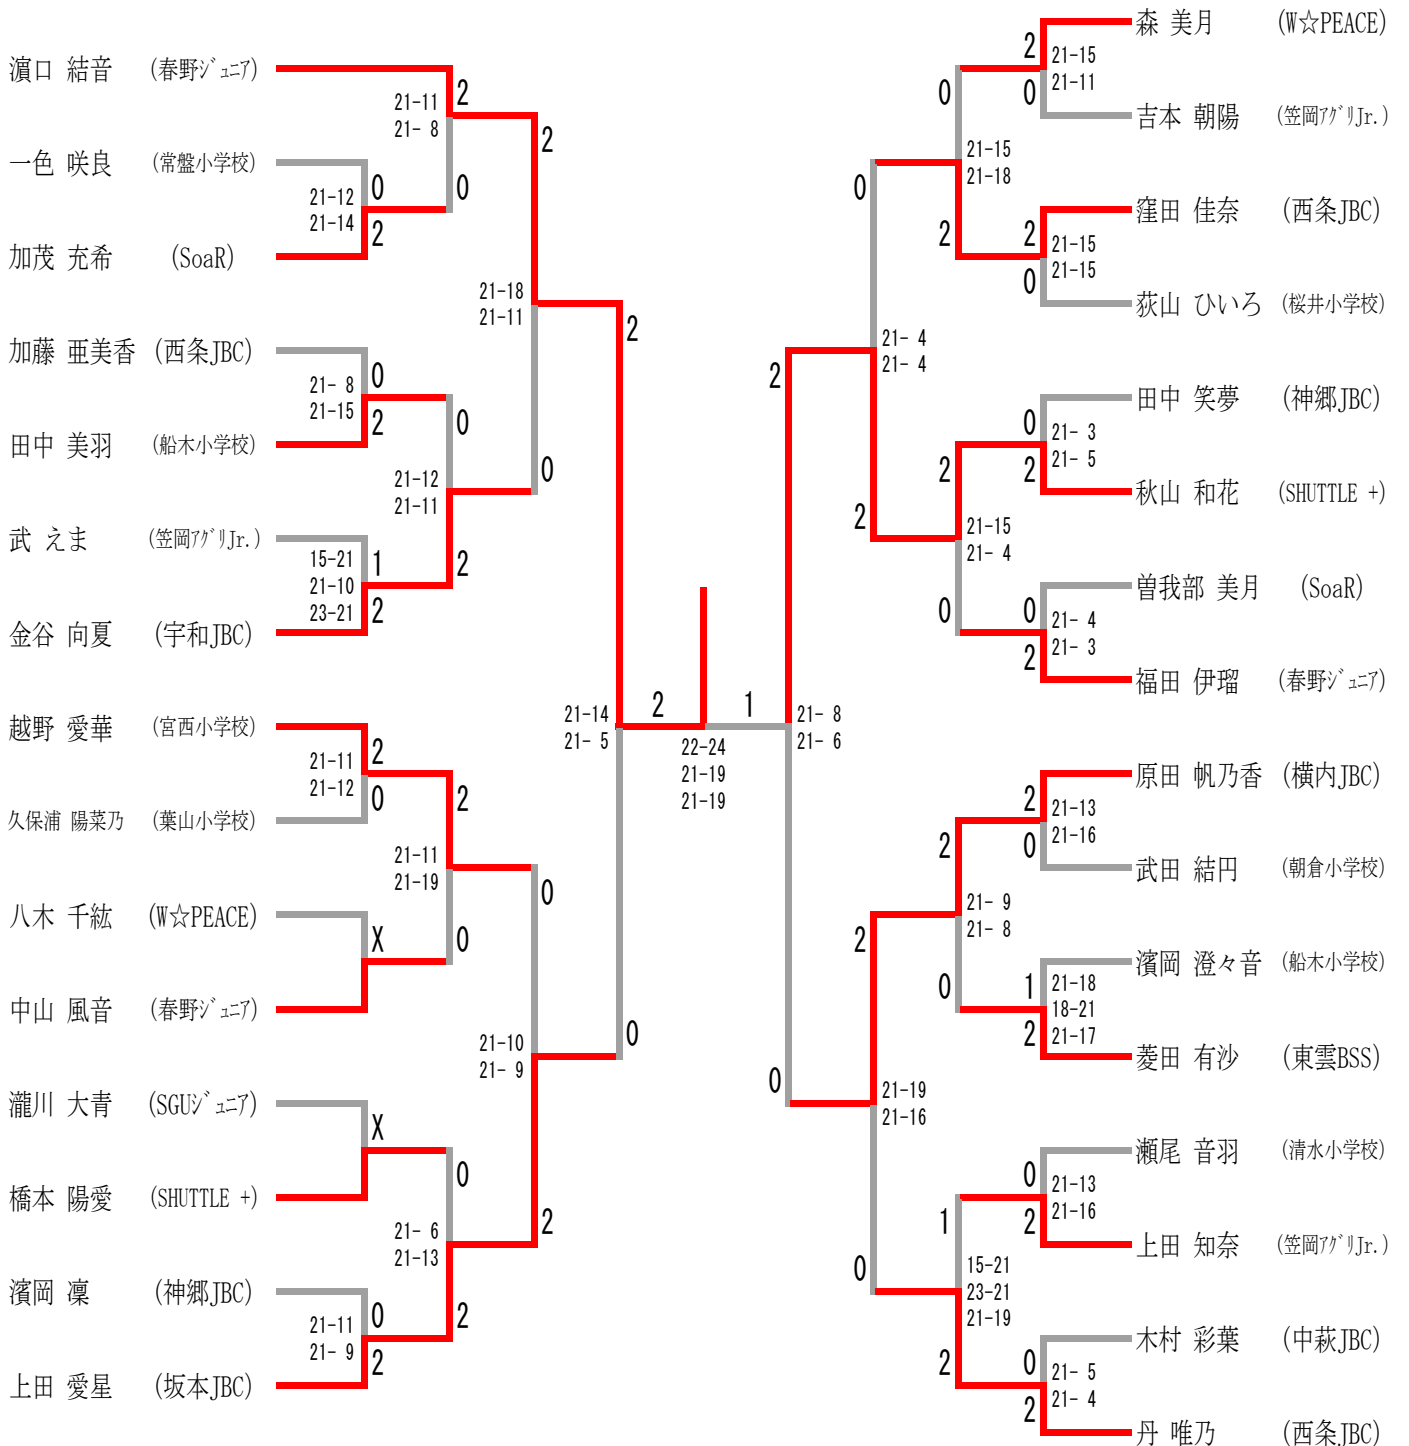 濵口 結音 (春野ジュニア)
21-11 2
21- 8
一色 咲良 (常盤小学校)
21-12 0
21-14 2
0
加茂 充希 (SoaR)
2
21-18
21-11
加藤 亜美香 (西条JBC)
21- 8 0
21-15 2
0
田中 美羽 (船木小学校)
21-12
21-11
0
武 えま (笠岡アグリJr.)
15-21 1
21-10
23-21 2
2
金谷 向夏 (宇和JBC)
2
21-14
21- 5
越野 愛華 (宮西小学校)
21-11 2
21-12 0
2
久保浦 陽菜乃 (葉山小学校)
21-11
21-19
0
八木 千紘 (W☆PEACE)
X
0
中山 風音 (春野ジュニア)
21-10
21- 9
0
瀧川 大青 (SGUジュニア)
X
0
橋本 陽愛 (SHUTTLE +)
21- 6
21-13
2
濱岡 凜 (神郷JBC)
21-11 0
21- 9 2
2
上田 愛星 (坂本JBC)
2 1
22-24
21-19
21-19
森 美月 (W☆PEACE)
2 21-15
0 21-11
0
吉本 朝陽 (笠岡アグリJr.)
21-15
21-18
0
窪田 佳奈 (西条JBC)
2
2 21-15
0 21-15
荻山 ひいろ (桜井小学校)
21- 4
21- 4
2
田中 笑夢 (神郷JBC)
0 21- 3
2 21- 5
2
秋山 和花 (SHUTTLE +)
2
21-15
21- 4
曽我部 美月 (SoaR)
0
0 21- 4
2 21- 3
福田 伊瑠 (春野ジュニア)
21- 8
21- 6
原田 帆乃香 (横内JBC)
2 21-13
0 21-16
2
武田 結円 (朝倉小学校)
21- 9
21- 8
2
濱岡 澄々音 (船木小学校)
0
1 21-18
18-21
2 21-17
菱田 有沙 (東雲BSS)
0
21-19
21-16
瀬尾 音羽 (清水小学校)
0 21-13
2 21-16
1
上田 知奈 (笠岡アグリJr.)
0
15-21
23-21
21-19
木村 彩葉 (中萩JBC)
2
0 21- 5
2 21- 4
丹 唯乃 (西条JBC)